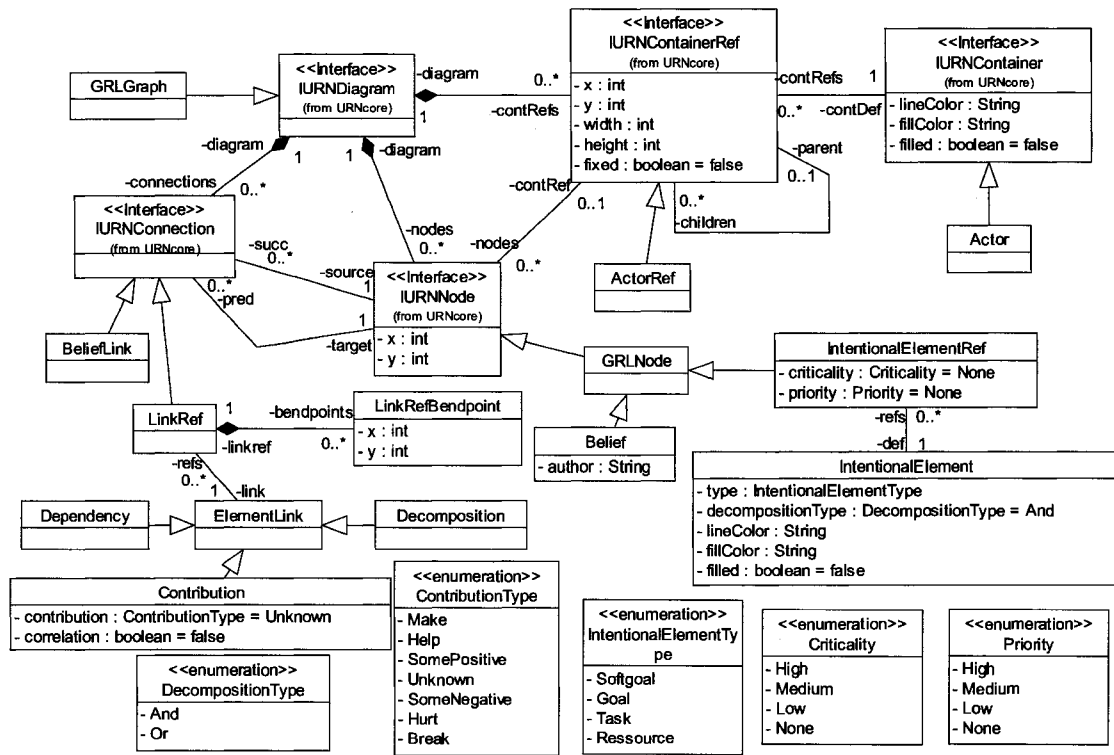 <<Interface>>
IURNContainerRef
(from URNcore)
- x : int
- y : int
- width : int
- height : int
- fixed : boolean = false
<<Interface>>
IURNDiagram
(from URNcore)
<<Interface>>
IURNContainer
(from URNcore)
- lineColor : String
- fillColor : String
- filled : boolean = false
GRLGraph
-diagram
1
0..*
-contRefs
-contRefs
0..*
1
-contDef
-diagram
1
1
-diagram
-connections
0..*
-parent
0..1
0..*
-children
-contRef
0..1
<<Interface>>
IURNConnection
(from URNcore)
-succ
0..*
-source
1
-nodes
0..*
-nodes
0..*
0..*
-pred
1
-target
<<Interface>>
IURNNode
(from URNcore)
- x : int
- y : int
ActorRef
Actor
BeliefLink
GRLNode
IntentionalElementRef
- criticality : Criticality = None
- priority : Priority = None
LinkRef
1
-linkref
-bendpoints
0..*
LinkRefBendpoint
- x : int
- y : int
Belief
- author : String
-refs
0..*
-def
1
-refs
0..*
1
-link
IntentionalElement
- type : IntentionalElementType
- decompositionType : DecompositionType = And
- lineColor : String
- fillColor : String
- filled : boolean = false
Dependency
ElementLink
Decomposition
Contribution
- contribution : ContributionType = Unknown
- correlation : boolean = false
<<enumeration>>
ContributionType
- Make
- Help
- SomePositive
- Unknown
- SomeNegative
- Hurt
- Break
<<enumeration>>
IntentionalElementTy
pe
- Softgoal
- Goal
- Task
- Ressource
<<enumeration>>
Criticality
- High
- Medium
- Low
- None
<<enumeration>>
Priority
- High
- Medium
- Low
- None
<<enumeration>>
DecompositionType
- And
- Or